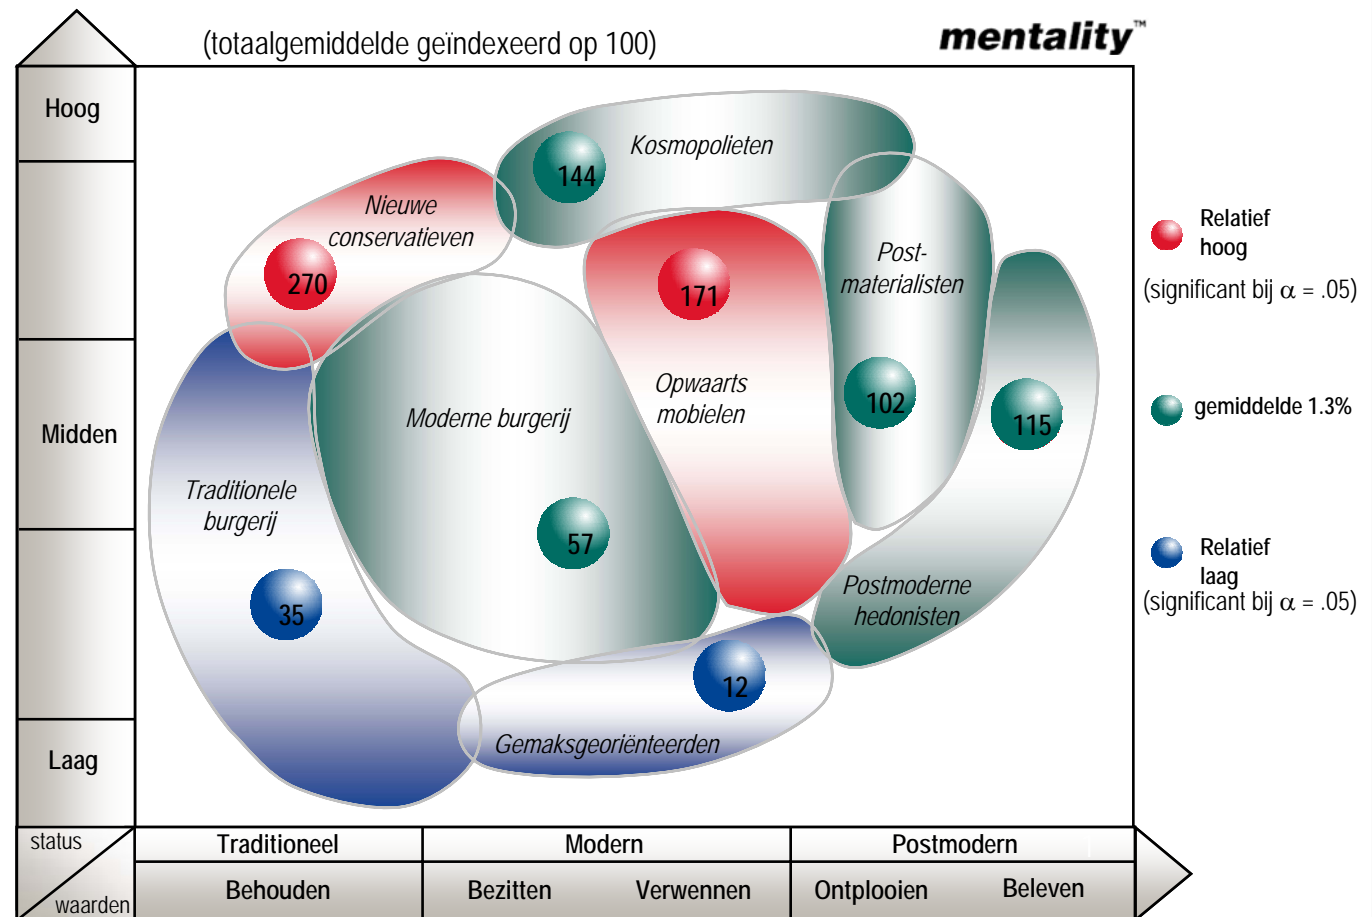 (totaalgemiddelde geïndexeerd op 100)
mentality™
Hoog
Kosmopolieten
144
Nieuwe
conservatieven
270
171
Post-
materialisten
Relatief
hoog
(significant bij α = .05)
Opwaarts
mobielen
102
115
gemiddelde 1.3%
Midden
Moderne burgerij
Traditionele
burgerij
57
Relatief
laag
(significant bij α = .05)
35
Postmoderne
hedonisten
12
Gemaksgeoriënteerden
Laag
status
waarden
Traditioneel
Modern
Postmodern
Behouden
Bezitten
Verwennen
Ontplooien
Beleven